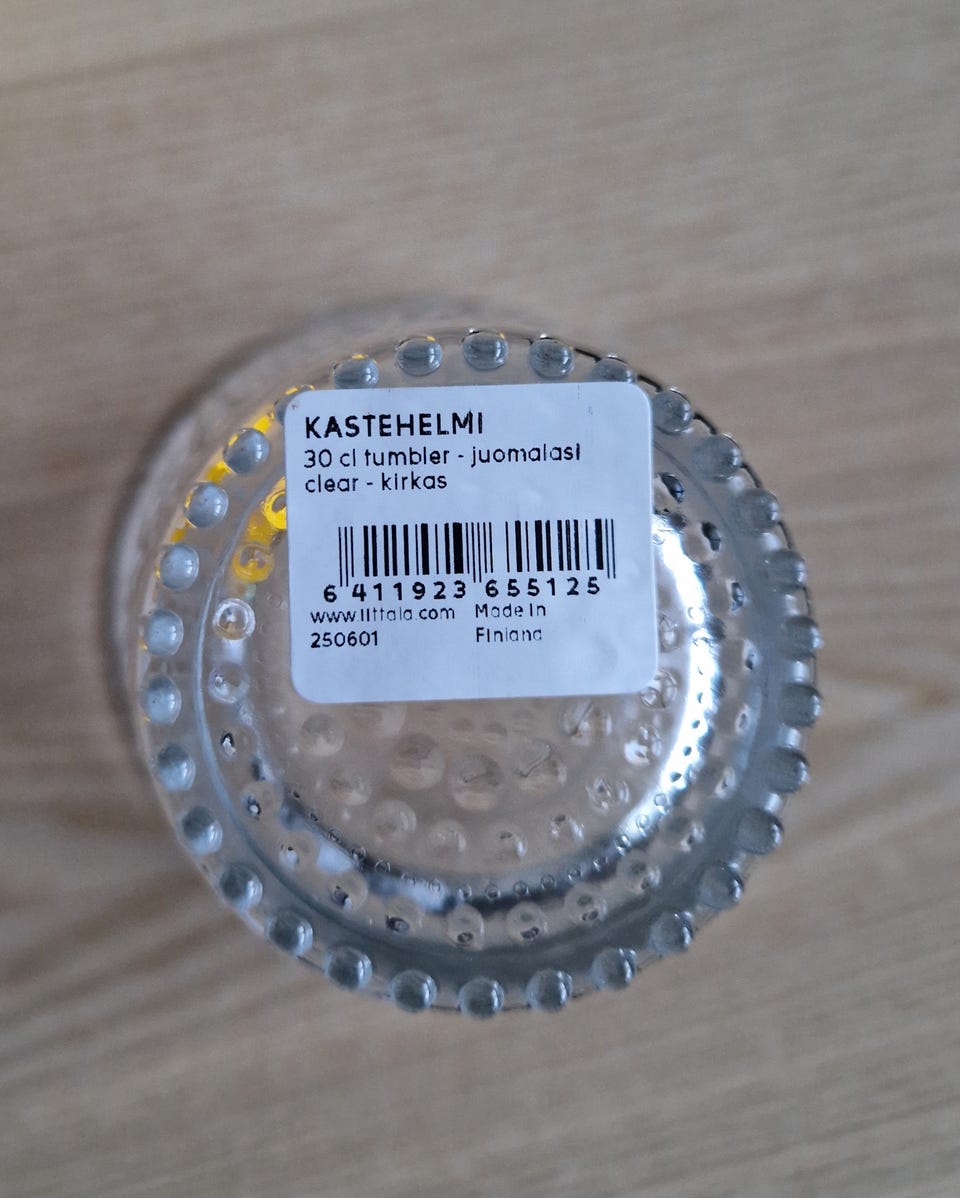 KASTEHELMI
30 cl tumbler - juomalasi
clear - kirkas
6 411923 655125
www.iittala.com Made in
250601 Finland